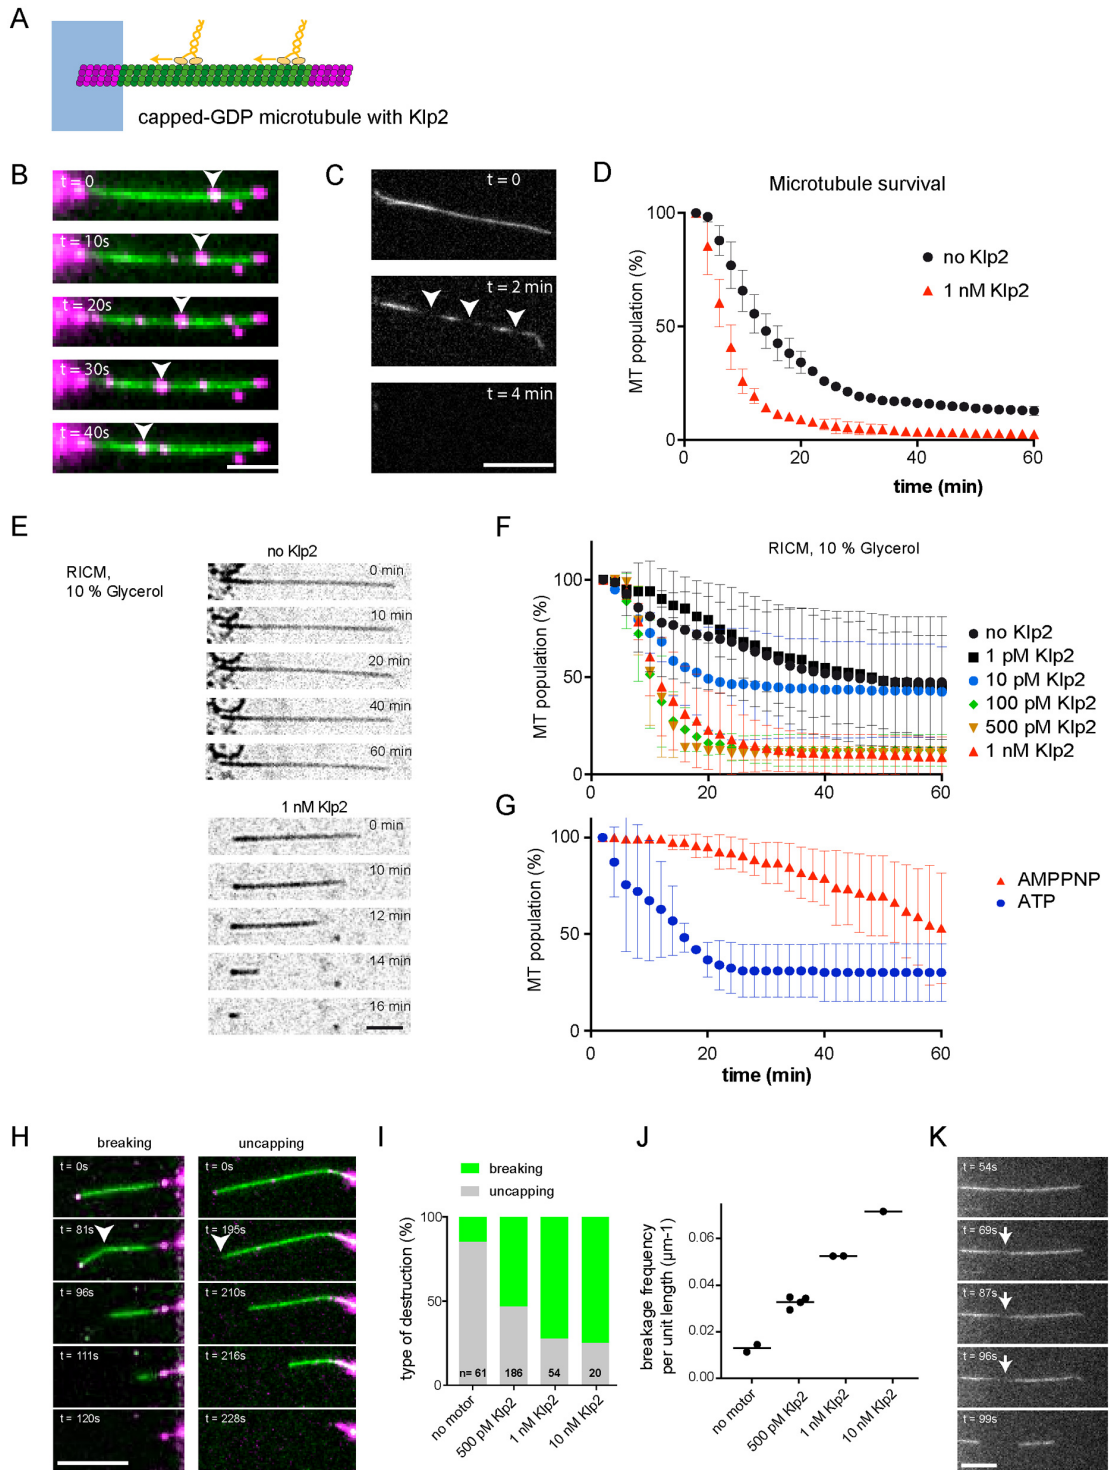 A
capped-GDP microtubule with Klp2
B
t = 0
t = 10s
t = 20s
t = 30s
t = 40s
C
t = 0
t = 2 min
t = 4 min
D
Microtubule survival
MT population (%)
100
50
0
0
20
40
60
time (min)
no Klp2
1 nM Klp2
E
RICM,
10 % Glycerol
no Klp2
0 min
10 min
20 min
40 min
60 min
1 nM Klp2
0 min
10 min
12 min
14 min
16 min
F
RICM, 10 % Glycerol
MT population (%)
100
50
0
0
20
40
60
no Klp2
1 pM Klp2
10 pM Klp2
100 pM Klp2
500 pM Klp2
1 nM Klp2
G
MT population (%)
100
50
0
0
20
40
60
time (min)
AMPPNP
ATP
H
breaking
t = 0s
t = 81s
t = 96s
t = 111s
t = 120s
uncapping
t = 0s
t = 195s
t = 210s
t = 216s
t = 228s
I
breaking
uncapping
type of destruction (%)
100
50
0
n= 61
186
54
20
no motor
500 pM Klp2
1 nM Klp2
10 nM Klp2
J
breakage frequency
per unit length (μm-1)
0.06
0.04
0.02
0.00
no motor
500 pM Klp2
1 nM Klp2
10 nM Klp2
K
t = 54s
t = 69s
t = 87s
t = 96s
t = 99s